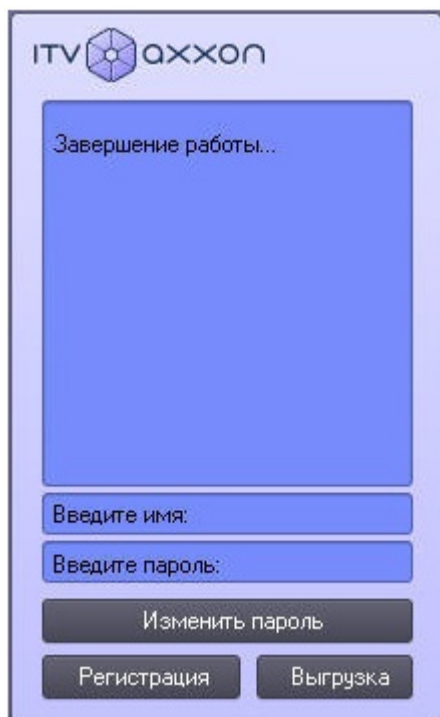 ITV axxon
Завершение работы...
Введите имя:
Введите пароль:
Изменить пароль
Регистрация Выгрузка